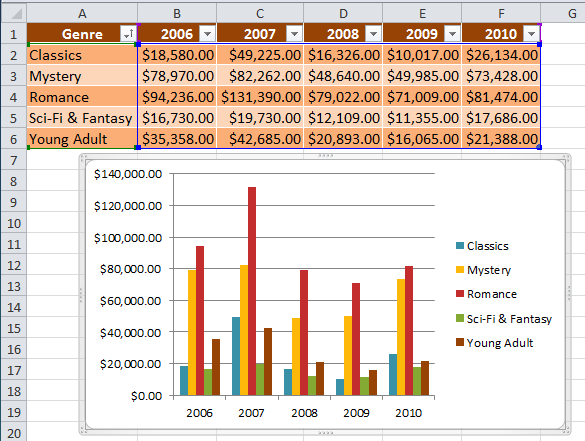 A B C D E F G
1 Genre 2006 2007 2008 2009 2010
2 Classics $18,580.00 $49,225.00 $16,326.00 $10,017.00 $26,134.00
3 Mystery $78,970.00 $82,262.00 $48,640.00 $49,985.00 $73,428.00
4 Romance $94,236.00 $131,390.00 $79,022.00 $71,009.00 $81,474.00
5 Sci-Fi & Fantasy $16,730.00 $19,730.00 $12,109.00 $11,355.00 $17,686.00
6 Young Adult $35,358.00 $42,685.00 $20,893.00 $16,065.00 $21,388.00
7
8 $140,000.00
9
10 $120,000.00
11 $100,000.00 Classics
12 $80,000.00 Mystery
13 $60,000.00 Romance
14
15 Sci-Fi & Fantasy
16 $40,000.00 Young Adult
17 $20,000.00
18 $0.00
19 2006 2007 2008 2009 2010
20